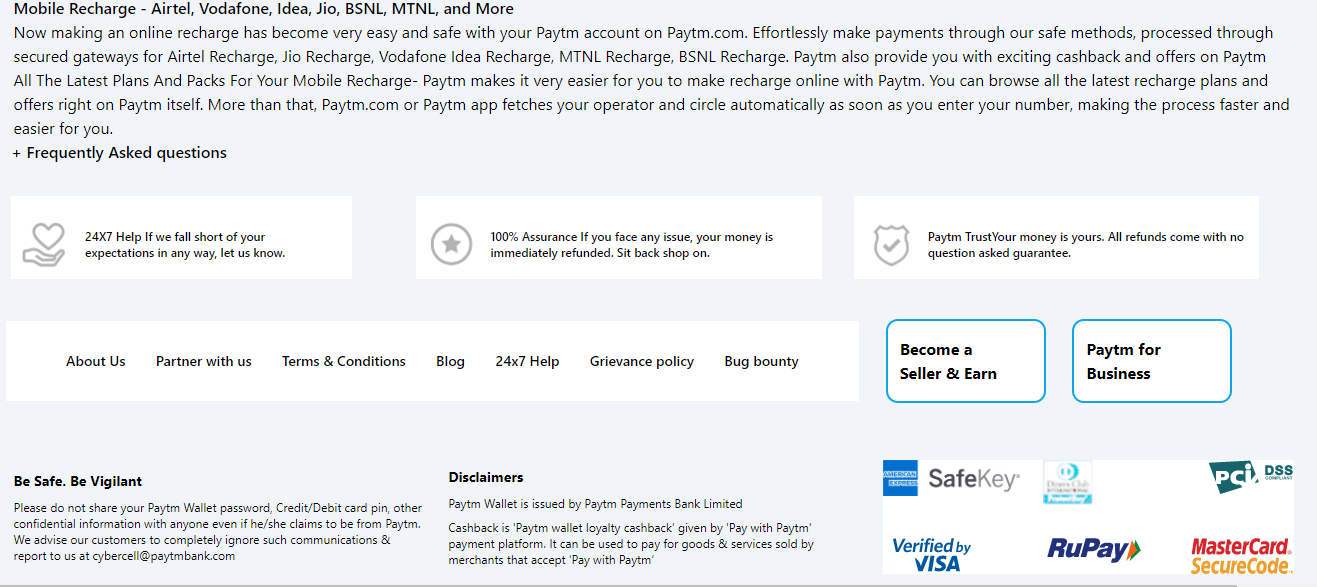 Mobile Recharge - Airtel, Vodafone, Idea, Jio, BSNL, MTNL, and More
Now making an online recharge has become very easy and safe with your Paytm account on Paytm.com. Effortlessly make payments through our safe methods, processed through
secured gateways for Airtel Recharge, Jio Recharge, Vodafone Idea Recharge, MTNL Recharge, BSNL Recharge. Paytm also provide you with exciting cashback and offers on Paytm
All The Latest Plans And Packs For Your Mobile Recharge- Paytm makes it very easier for you to make recharge online with Paytm. You can browse all the latest recharge plans and
offers right on Paytm itself. More than that, Paytm.com or Paytm app fetches your operator and circle automatically as soon as you enter your number, making the process faster and
easier for you.
+ Frequently Asked questions
24X7 Help If we fall short of your
expectations in any way, let us know.
100% Assurance If you face any issue, your money is
immediately refunded. Sit back shop on.
Paytm TrustYour money is yours. All refunds come with no
question asked guarantee.
About Us Partner with us Terms & Conditions Blog 24x7 Help Grievance policy Bug bounty
Become a
Seller & Earn
Paytm for
Business
Be Safe. Be Vigilant
Please do not share your Paytm Wallet password, Credit/Debit card pin, other
confidential information with anyone even if he/she claims to be from Paytm.
We advise our customers to completely ignore such communications &
report to us at cybercell@paytmbank.com
Disclaimers
Paytm Wallet is issued by Paytm Payments Bank Limited
Cashback is 'Paytm wallet loyalty cashback' given by 'Pay with Paytm'
payment platform. It can be used to pay for goods & services sold by
merchants that accept 'Pay with Paytm'
AMERICAN
EXPRESS
SafeKey
Diners Club
PCI DSS
COMPLIANT
Verified by
VISA
RuPay
MasterCard.
SecureCode.